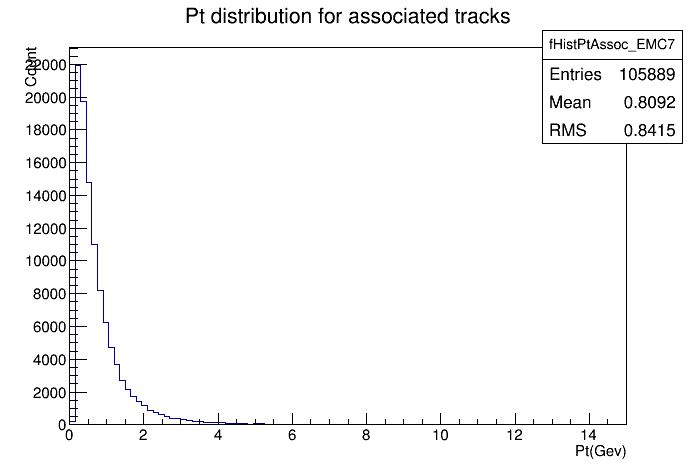 Pt distribution for associated tracks
fHistPtAssoc_EMC7
Entries 105889
Mean 0.8092
RMS 0.8415
Count
22000
20000
18000
16000
14000
12000
10000
8000
6000
4000
2000
0
0 2 4 6 8 10 12 14
Pt(Gev)